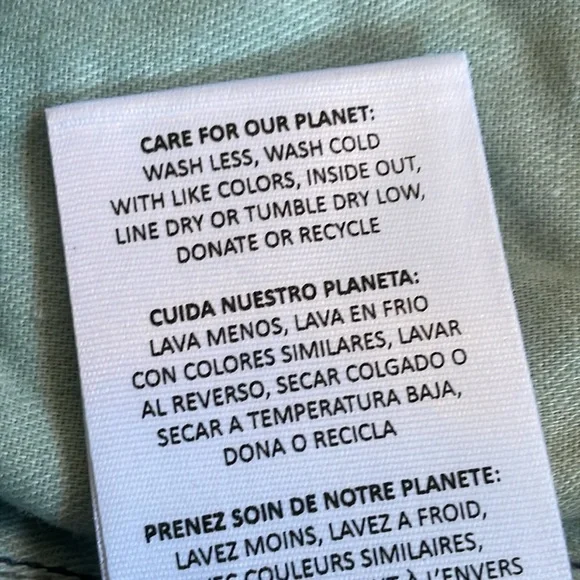 CARE FOR OUR PLANET:
WASH LESS, WASH COLD
WITH LIKE COLORS, INSIDE OUT,
LINE DRY OR TUMBLE DRY LOW,
DONATE OR RECYCLE
CUIDA NUESTRO PLANETA:
LAVA MENOS, LAVA EN FRIO
CON COLORES SIMILARES, LAVAR
AL REVERSO, SECAR COLGADO O
SECAR A TEMPERATURA BAJA,
DONA O RECICLA
PRENEZ SOIN DE NOTRE PLANETE:
LAVEZ MOINS, LAVEZ A FROID,
COULEURS SIMILAIRES,
À L'ENVERS